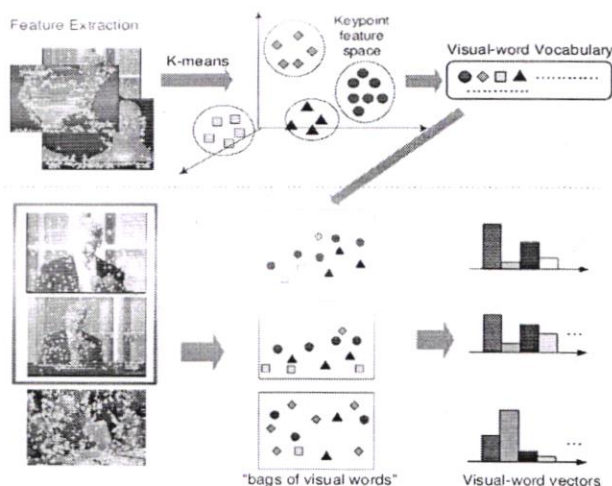 Feature Extraction
K-means
Keypoint
feature
space
Visual-word Vocabulary
"bags of visual words"
Visual-word vectors